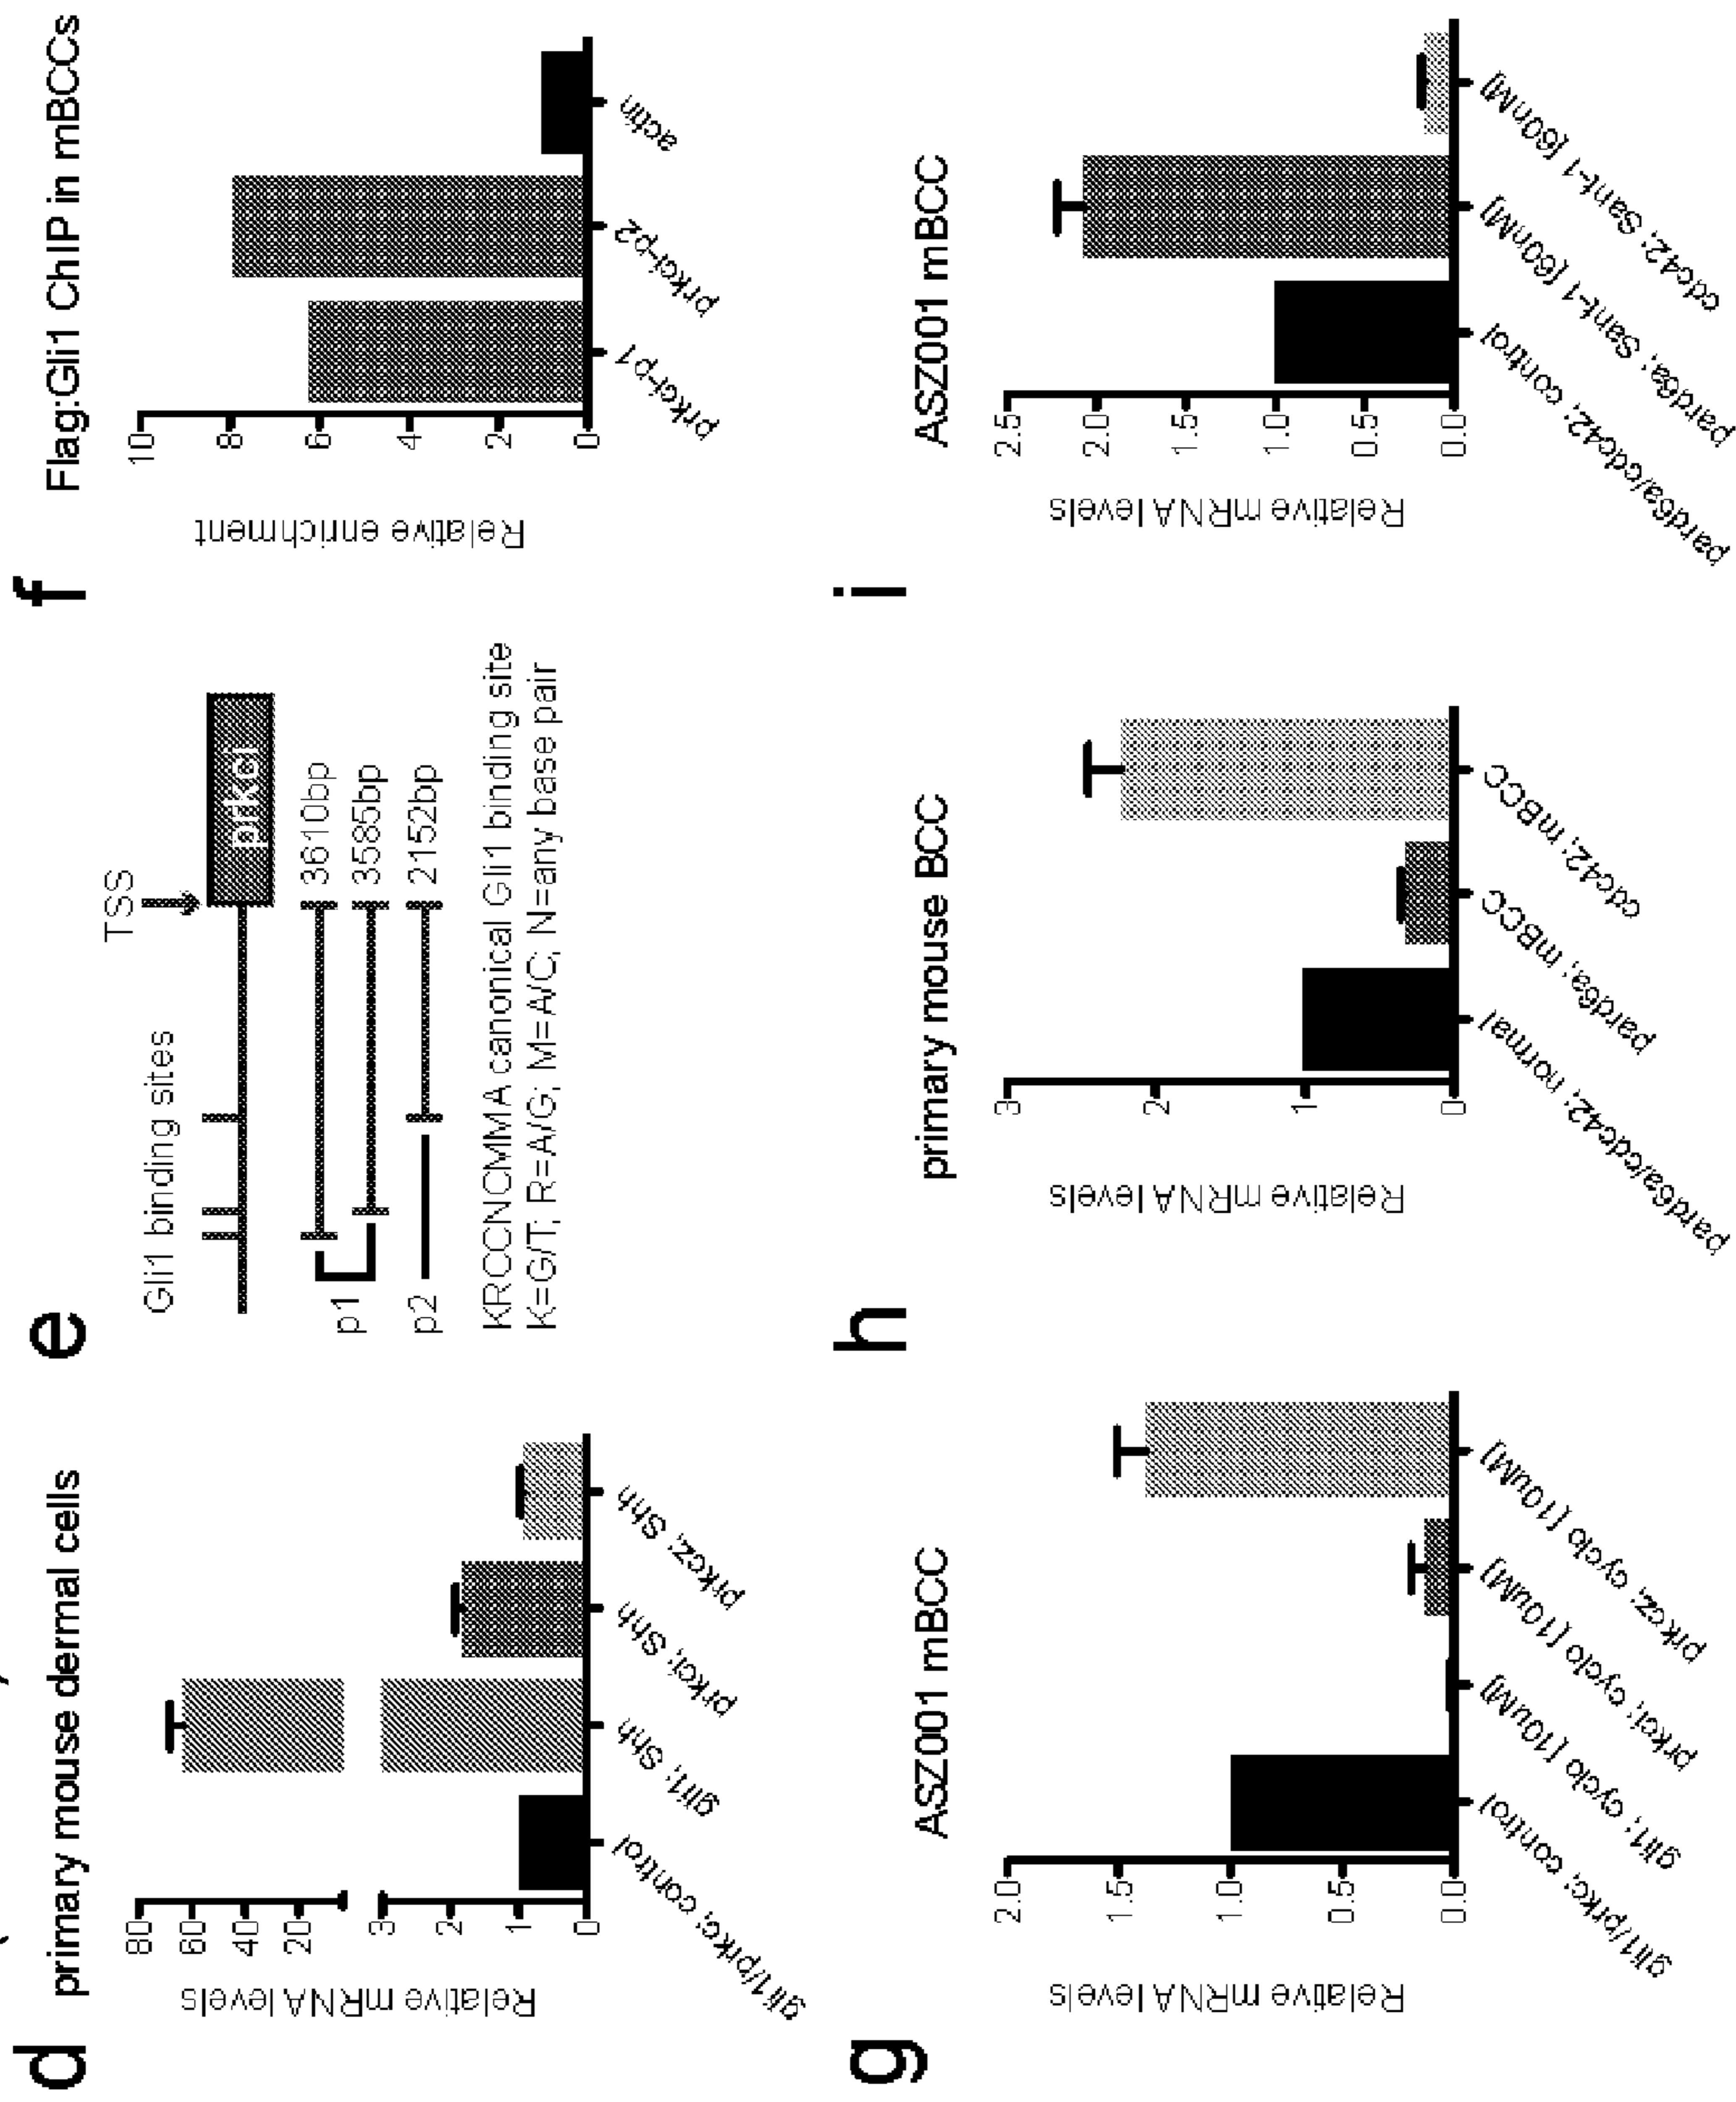 d
primary mouse dermal cells
Relative mRNA levels
80
60
40
20
3
2
1
0
gli1/prkc; control
gli1; Shh
prkci; Shh
prkcz; Shh
e
Gli1 binding sites
TSS
prkci
p1
p2
3610bp
3585bp
2152bp
KRCCNCMMA canonical Gli1 binding site
K=G/T; R=A/G; M=A/C; N=any base pair
f
Flag:Gli1 ChIP in mBCCs
Relative enrichment
10
8
6
4
2
0
prkci-p1
prkci-p2
actin
g
ASZ001 mBCC
Relative mRNA levels
2.0
1.5
1.0
0.5
0.0
gli1/prkc; control
gli1; cyclo [10uM]
prkci; cyclo [10uM]
prkcz; cyclo [10uM]
h
primary mouse BCC
Relative mRNA levels
3
2
1
0
pard6a/cdc42; normal
pard6a; mBCC
cdc42; mBCC
i
ASZ001 mBCC
Relative mRNA levels
2.5
2.0
1.5
1.0
0.5
0.0
pard6a/cdc42; control
pard6a; Sant-1 [60nM]
cdc42; Sant-1 [60nM]